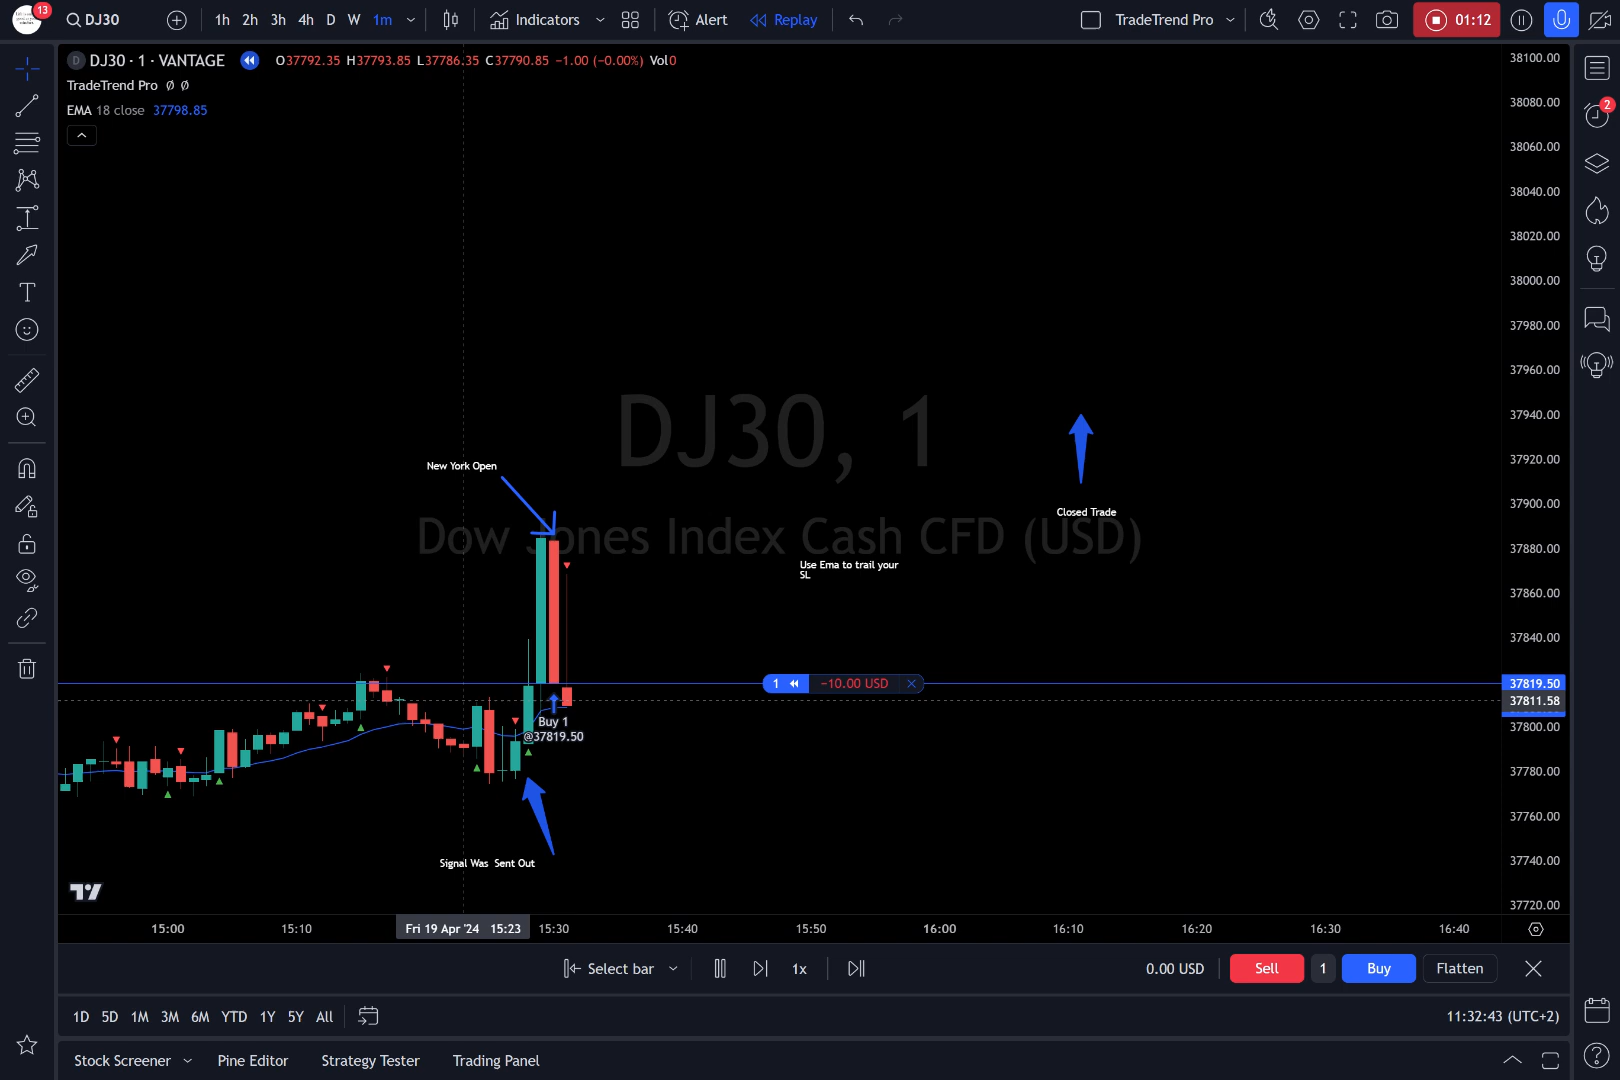 13
DJ30
1h 2h 3h 4h D W 1m
Indicators
Alert
Replay
TradeTrend Pro
01:12
D DJ30 · 1 · VANTAGE O37792.35 H37793.85 L37786.35 C37790.85 −1.00 (−0.00%) Vol0
TradeTrend Pro Ø Ø
EMA 18 close 37798.85
2
DJ30, 1
Dow Jones Index Cash CFD (USD)
New York Open
Closed Trade
Use Ema to trail your
SL
1 −10.00 USD
Buy 1
@37819.50
Signal Was Sent Out
38100.00
38080.00
38060.00
38040.00
38020.00
38000.00
37980.00
37960.00
37940.00
37920.00
37900.00
37880.00
37860.00
37840.00
37819.50
37811.58
37800.00
37780.00
37760.00
37740.00
37720.00
15:00 15:10 Fri 19 Apr '24 15:23 15:30 15:40 15:50 16:00 16:10 16:20 16:30 16:40
Select bar 1x 0.00 USD Sell 1 Buy Flatten
1D 5D 1M 3M 6M YTD 1Y 5Y All 11:32:43 (UTC+2)
Stock Screener Pine Editor Strategy Tester Trading Panel